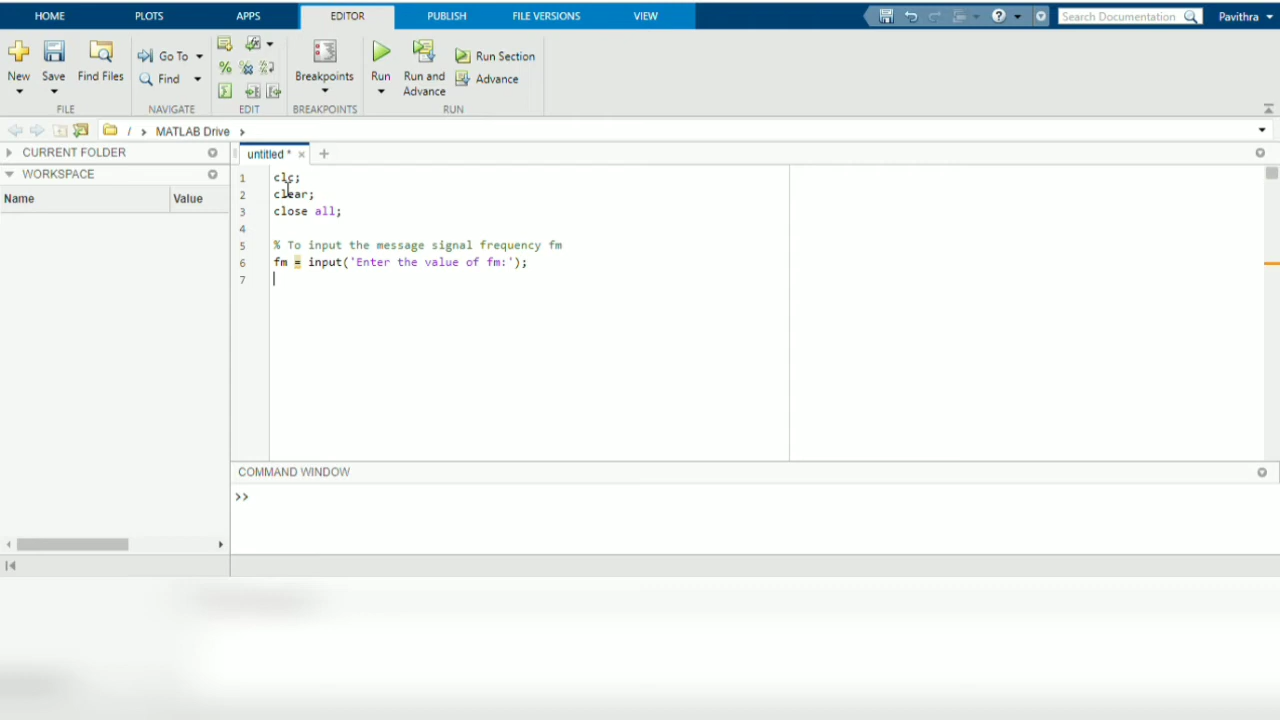 HOME PLOTS APPS EDITOR PUBLISH FILE VERSIONS VIEW Search Documentation Pavithra
New Save Find Files Go To Find Breakpoints Run Run and Advance Run Section Advance
FILE NAVIGATE EDIT BREAKPOINTS RUN
/ › MATLAB Drive ›
CURRENT FOLDER
WORKSPACE
Name Value
untitled * × +
1 clc;
2 clear;
3 close all;
4
5 % To input the message signal frequency fm
6 fm = input('Enter the value of fm:');
7
COMMAND WINDOW
>>